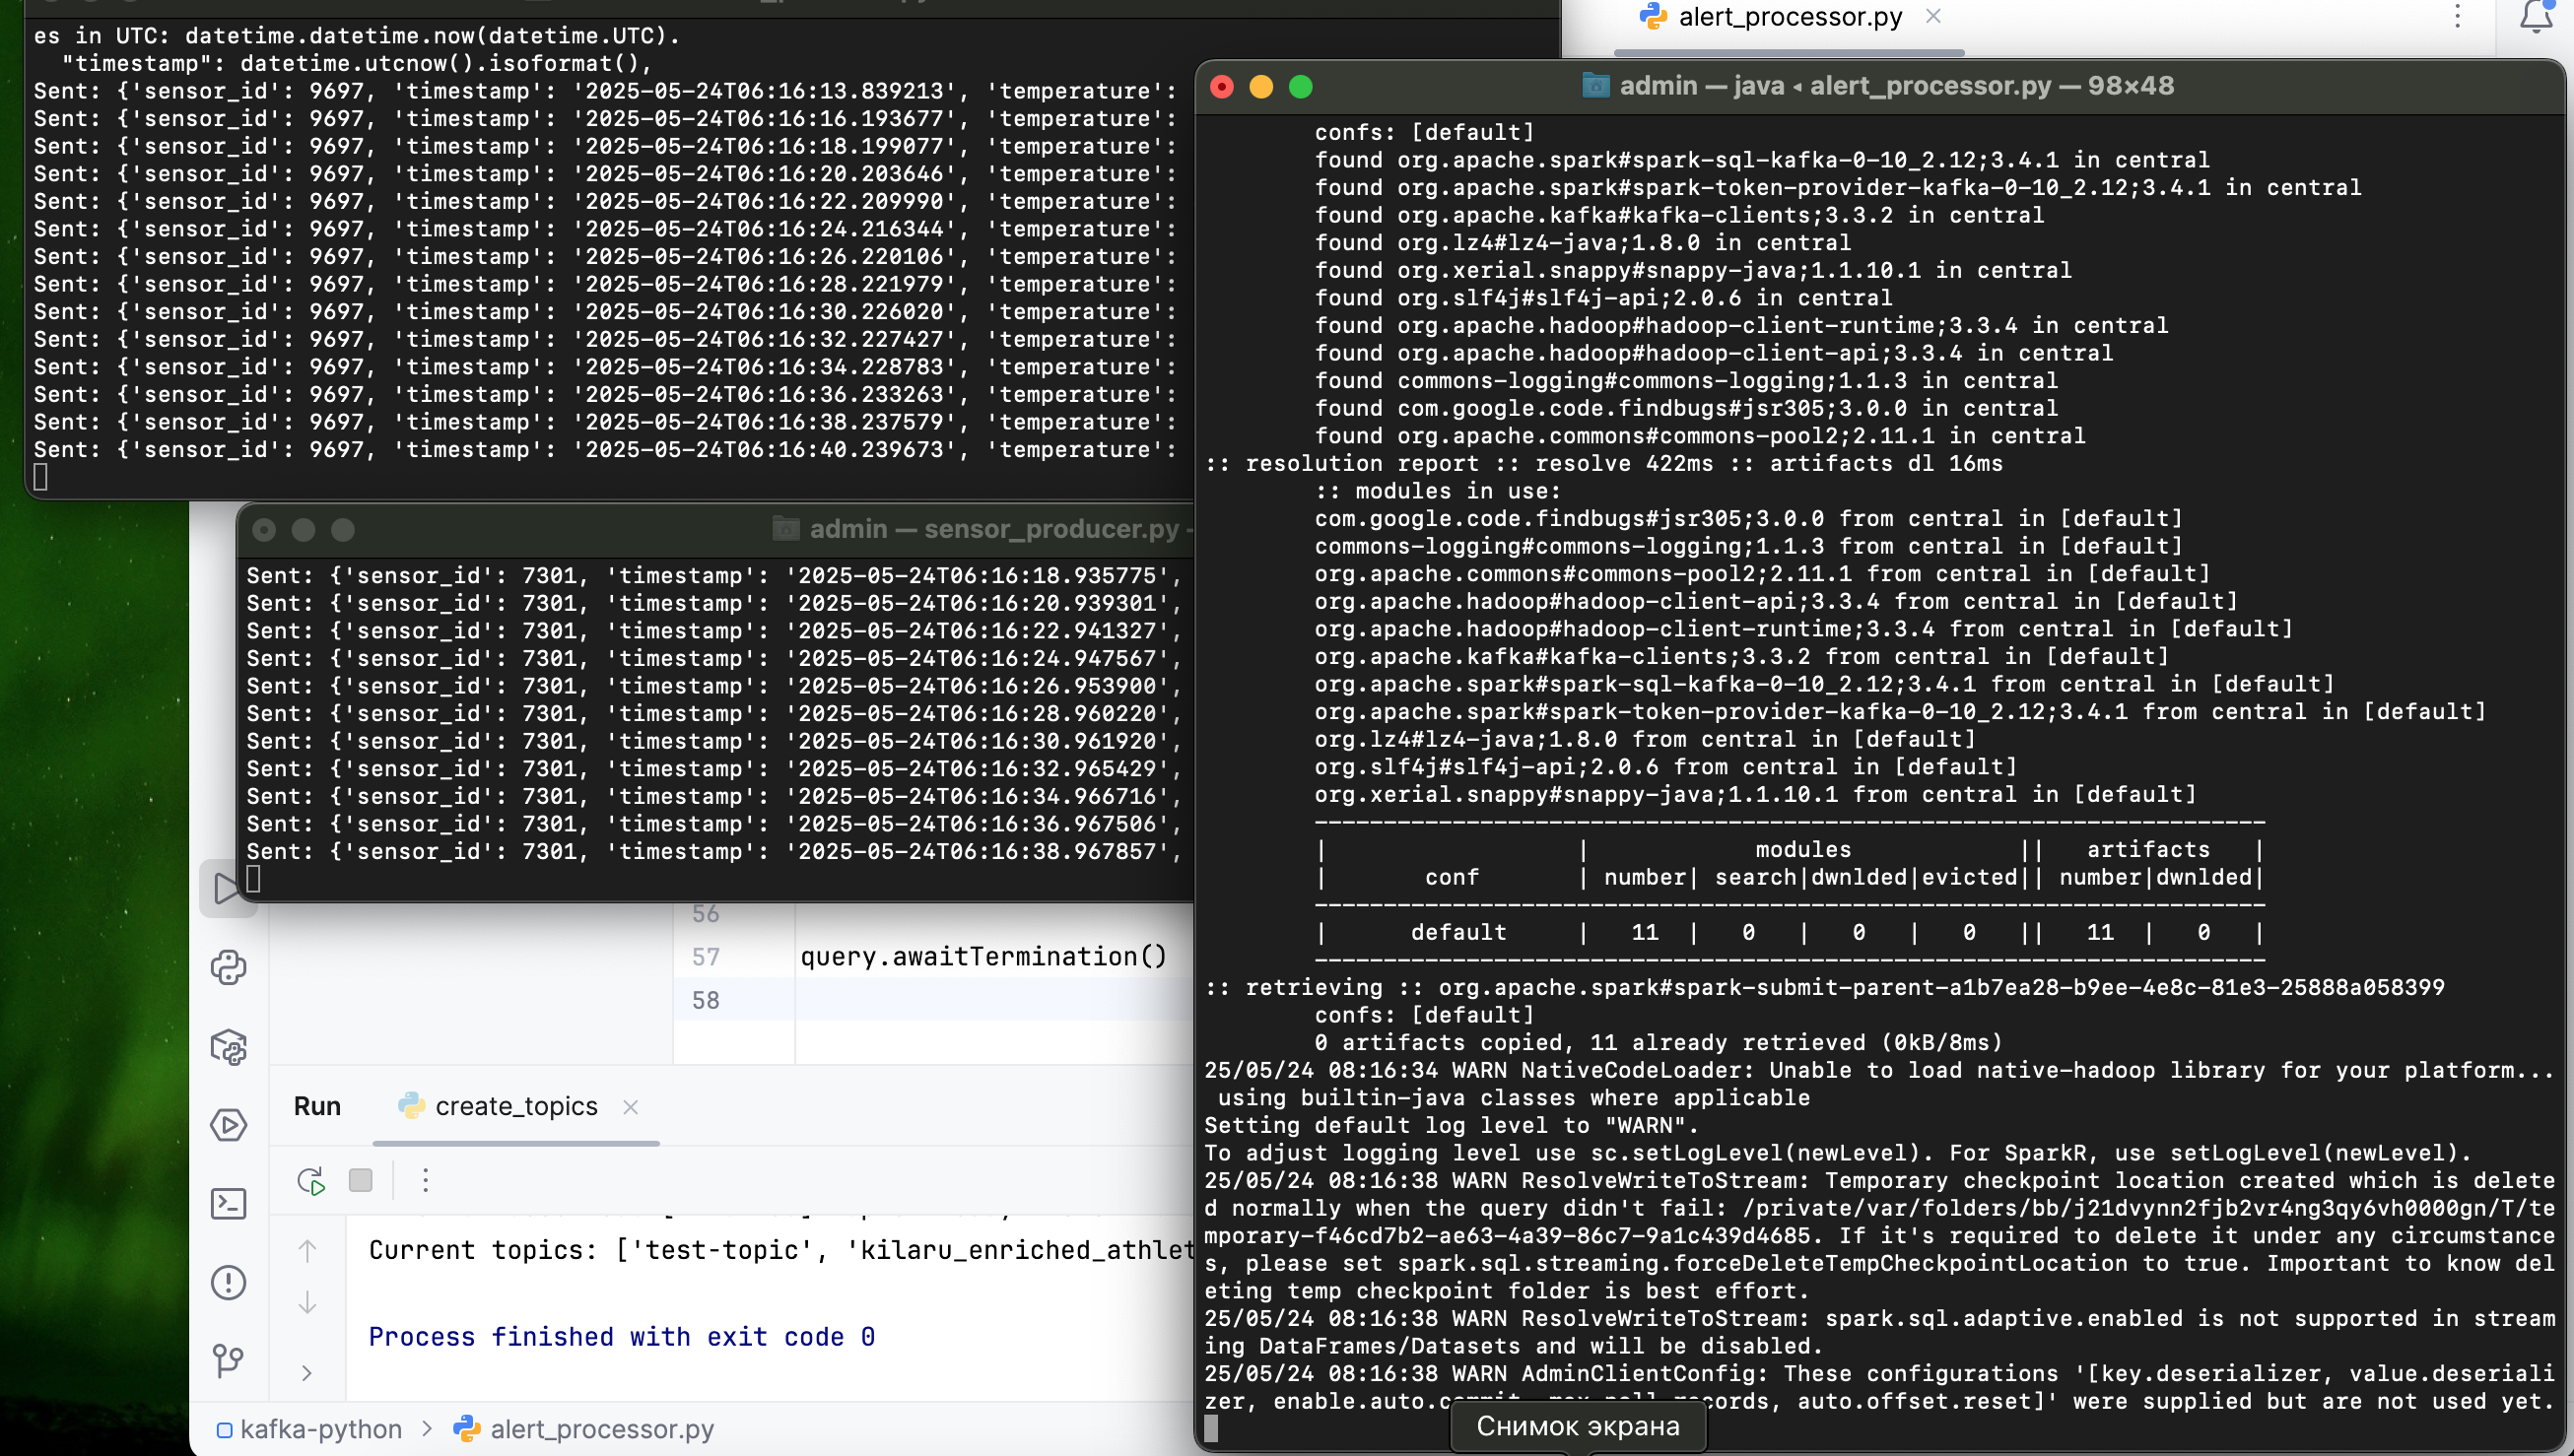 es in UTC: datetime.datetime.now(datetime.UTC).
"timestamp": datetime.utcnow().isoformat(),
Sent: {'sensor_id': 9697, 'timestamp': '2025-05-24T06:16:13.839213', 'temperature':
Sent: {'sensor_id': 9697, 'timestamp': '2025-05-24T06:16:16.193677', 'temperature':
Sent: {'sensor_id': 9697, 'timestamp': '2025-05-24T06:16:18.199077', 'temperature':
Sent: {'sensor_id': 9697, 'timestamp': '2025-05-24T06:16:20.203646', 'temperature':
Sent: {'sensor_id': 9697, 'timestamp': '2025-05-24T06:16:22.209990', 'temperature':
Sent: {'sensor_id': 9697, 'timestamp': '2025-05-24T06:16:24.216344', 'temperature':
Sent: {'sensor_id': 9697, 'timestamp': '2025-05-24T06:16:26.220106', 'temperature':
Sent: {'sensor_id': 9697, 'timestamp': '2025-05-24T06:16:28.221979', 'temperature':
Sent: {'sensor_id': 9697, 'timestamp': '2025-05-24T06:16:30.226020', 'temperature':
Sent: {'sensor_id': 9697, 'timestamp': '2025-05-24T06:16:32.227427', 'temperature':
Sent: {'sensor_id': 9697, 'timestamp': '2025-05-24T06:16:34.228783', 'temperature':
Sent: {'sensor_id': 9697, 'timestamp': '2025-05-24T06:16:36.233263', 'temperature':
Sent: {'sensor_id': 9697, 'timestamp': '2025-05-24T06:16:38.237579', 'temperature':
Sent: {'sensor_id': 9697, 'timestamp': '2025-05-24T06:16:40.239673', 'temperature':
admin — sensor_producer.py -
Sent: {'sensor_id': 7301, 'timestamp': '2025-05-24T06:16:18.935775',
Sent: {'sensor_id': 7301, 'timestamp': '2025-05-24T06:16:20.939301',
Sent: {'sensor_id': 7301, 'timestamp': '2025-05-24T06:16:22.941327',
Sent: {'sensor_id': 7301, 'timestamp': '2025-05-24T06:16:24.947567',
Sent: {'sensor_id': 7301, 'timestamp': '2025-05-24T06:16:26.953900',
Sent: {'sensor_id': 7301, 'timestamp': '2025-05-24T06:16:28.960220',
Sent: {'sensor_id': 7301, 'timestamp': '2025-05-24T06:16:30.961920',
Sent: {'sensor_id': 7301, 'timestamp': '2025-05-24T06:16:32.965429',
Sent: {'sensor_id': 7301, 'timestamp': '2025-05-24T06:16:34.966716',
Sent: {'sensor_id': 7301, 'timestamp': '2025-05-24T06:16:36.967506',
Sent: {'sensor_id': 7301, 'timestamp': '2025-05-24T06:16:38.967857',
56
57 query.awaitTermination()
58
Run create_topics
Current topics: ['test-topic', 'kilaru_enriched_athlet
Process finished with exit code 0
kafka-python > alert_processor.py
alert_processor.py
admin — java ◂ alert_processor.py — 98×48
confs: [default]
found org.apache.spark#spark-sql-kafka-0-10_2.12;3.4.1 in central
found org.apache.spark#spark-token-provider-kafka-0-10_2.12;3.4.1 in central
found org.apache.kafka#kafka-clients;3.3.2 in central
found org.lz4#lz4-java;1.8.0 in central
found org.xerial.snappy#snappy-java;1.1.10.1 in central
found org.slf4j#slf4j-api;2.0.6 in central
found org.apache.hadoop#hadoop-client-runtime;3.3.4 in central
found org.apache.hadoop#hadoop-client-api;3.3.4 in central
found commons-logging#commons-logging;1.1.3 in central
found com.google.code.findbugs#jsr305;3.0.0 in central
found org.apache.commons#commons-pool2;2.11.1 in central
:: resolution report :: resolve 422ms :: artifacts dl 16ms
:: modules in use:
com.google.code.findbugs#jsr305;3.0.0 from central in [default]
commons-logging#commons-logging;1.1.3 from central in [default]
org.apache.commons#commons-pool2;2.11.1 from central in [default]
org.apache.hadoop#hadoop-client-api;3.3.4 from central in [default]
org.apache.hadoop#hadoop-client-runtime;3.3.4 from central in [default]
org.apache.kafka#kafka-clients;3.3.2 from central in [default]
org.apache.spark#spark-sql-kafka-0-10_2.12;3.4.1 from central in [default]
org.apache.spark#spark-token-provider-kafka-0-10_2.12;3.4.1 from central in [default]
org.lz4#lz4-java;1.8.0 from central in [default]
org.slf4j#slf4j-api;2.0.6 from central in [default]
org.xerial.snappy#snappy-java;1.1.10.1 from central in [default]
---------------------------------------------------------------------
| | modules || artifacts |
| conf | number| search|dwnlded|evicted|| number|dwnlded|
---------------------------------------------------------------------
| default | 11 | 0 | 0 | 0 || 11 | 0 |
---------------------------------------------------------------------
:: retrieving :: org.apache.spark#spark-submit-parent-a1b7ea28-b9ee-4e8c-81e3-25888a058399
confs: [default]
0 artifacts copied, 11 already retrieved (0kB/8ms)
25/05/24 08:16:34 WARN NativeCodeLoader: Unable to load native-hadoop library for your platform...
using builtin-java classes where applicable
Setting default log level to "WARN".
To adjust logging level use sc.setLogLevel(newLevel). For SparkR, use setLogLevel(newLevel).
25/05/24 08:16:38 WARN ResolveWriteToStream: Temporary checkpoint location created which is delete
d normally when the query didn't fail: /private/var/folders/bb/j21dvynn2fjb2vr4ng3qy6vh0000gn/T/te
mporary-f46cd7b2-ae63-4a39-86c7-9a1c439d4685. If it's required to delete it under any circumstance
s, please set spark.sql.streaming.forceDeleteTempCheckpointLocation to true. Important to know del
eting temp checkpoint folder is best effort.
25/05/24 08:16:38 WARN ResolveWriteToStream: spark.sql.adaptive.enabled is not supported in stream
ing DataFrames/Datasets and will be disabled.
25/05/24 08:16:38 WARN AdminClientConfig: These configurations '[key.deserializer, value.deseriali
zer, enable.auto.commit, max.poll.records, auto.offset.reset]' were supplied but are not used yet.
Снимок экрана